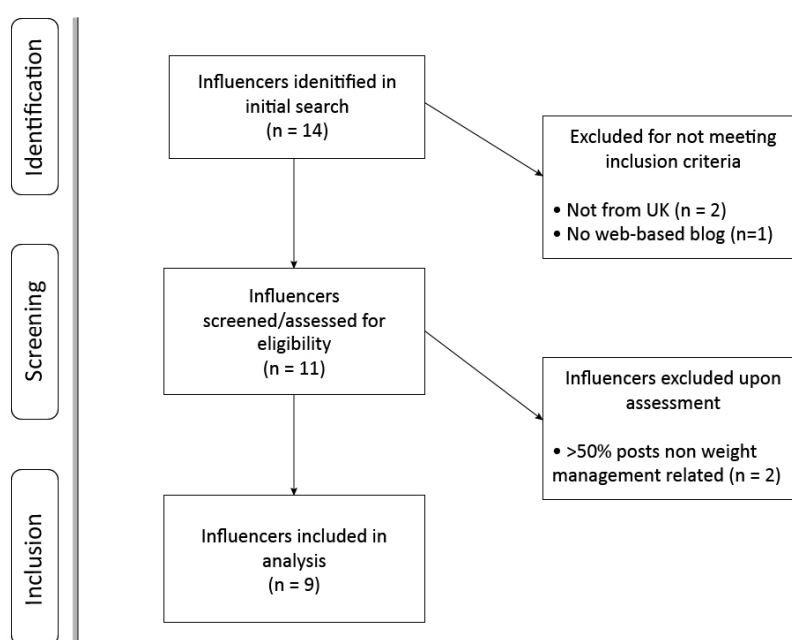 Identification
Influencers idenitified in
initial search
(n = 14)
Excluded for not meeting
inclusion criteria
• Not from UK (n = 2)
• No web-based blog (n=1)
Screening
Influencers
screened/assessed for
eligibility
(n = 11)
Influencers excluded upon
assessment
• >50% posts non weight
management related (n = 2)
Inclusion
Influencers included in
analysis
(n = 9)